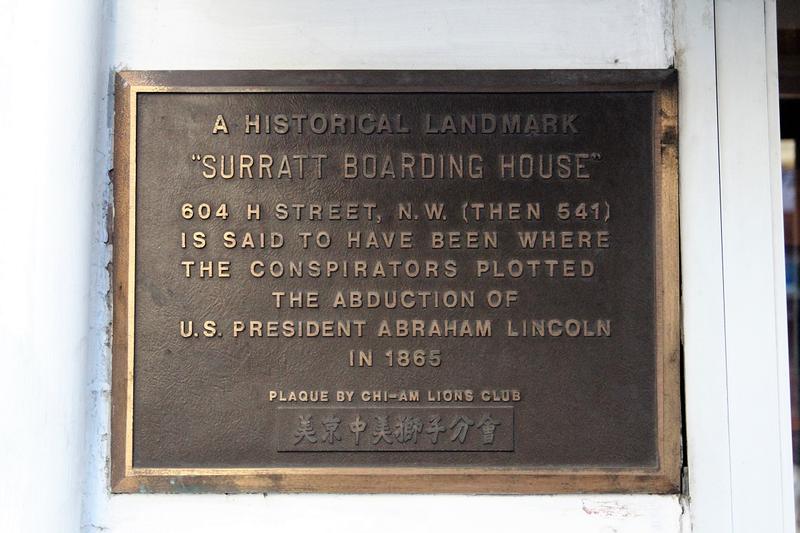 A HISTORICAL LANDMARK
"SURRATT BOARDING HOUSE"
604 H STREET, N.W. (THEN 541)
IS SAID TO HAVE BEEN WHERE
THE CONSPIRATORS PLOTTED
THE ABDUCTION OF
U.S. PRESIDENT ABRAHAM LINCOLN
IN 1865
PLAQUE BY CHI-AM LIONS CLUB
美京中美獅子分會